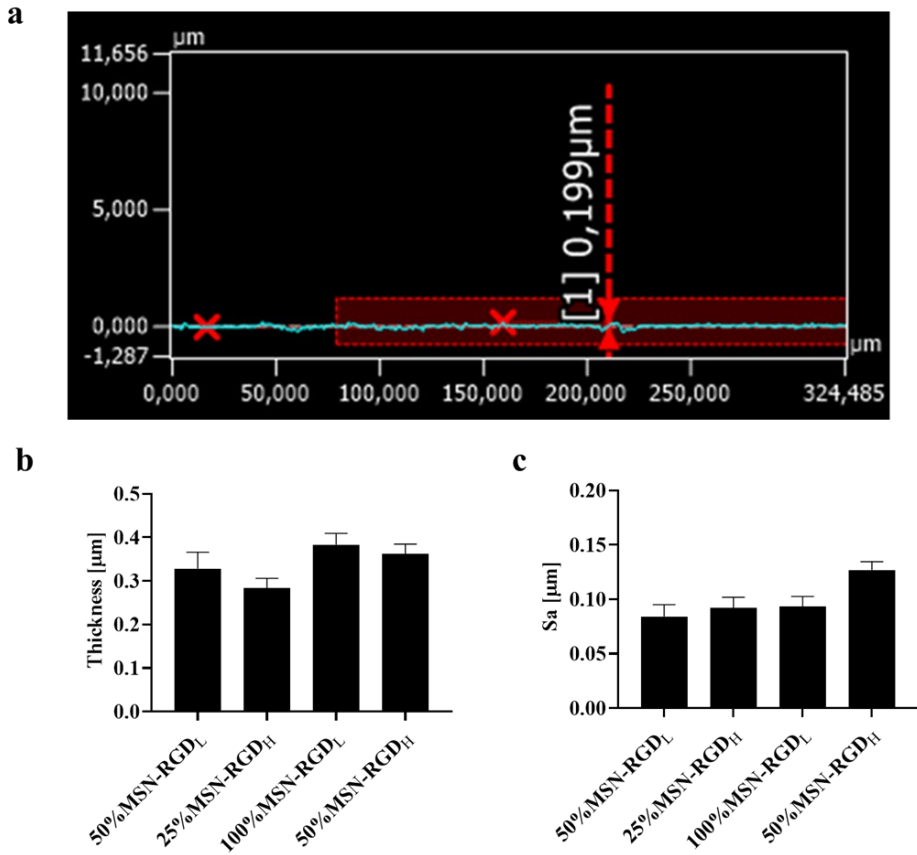 a
µm
11,656
10,000
5,000
0,000
-1,287
[1] 0,199µm
µm
0,000 50,000 100,000 150,000 200,000 250,000 324,485
b
Thickness [µm]
0.5
0.4
0.3
0.2
0.1
0.0
50%MSN-RGDL
25%MSN-RGDH
100%MSN-RGDL
50%MSN-RGDH
c
Sa [µm]
0.20
0.15
0.10
0.05
0.00
50%MSN-RGDL
25%MSN-RGDH
100%MSN-RGDL
50%MSN-RGDH